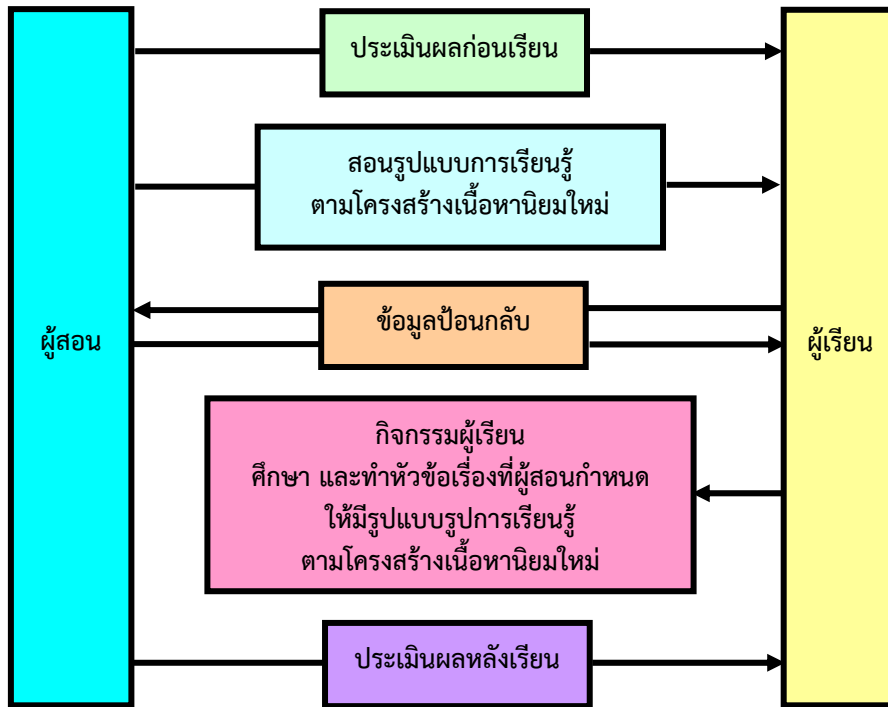 ประเมินผลก่อนเรียน
สอนรูปแบบการเรียนรู้
ตามโครงสร้างเนื้อหานิยมใหม่
ข้อมูลป้อนกลับ
ผู้สอน
ผู้เรียน
กิจกรรมผู้เรียน
ศึกษา และทำหัวข้อเรื่องที่ผู้สอนกำหนด
ให้มีรูปแบบรูปการเรียนรู้
ตามโครงสร้างเนื้อหานิยมใหม่
ประเมินผลหลังเรียน